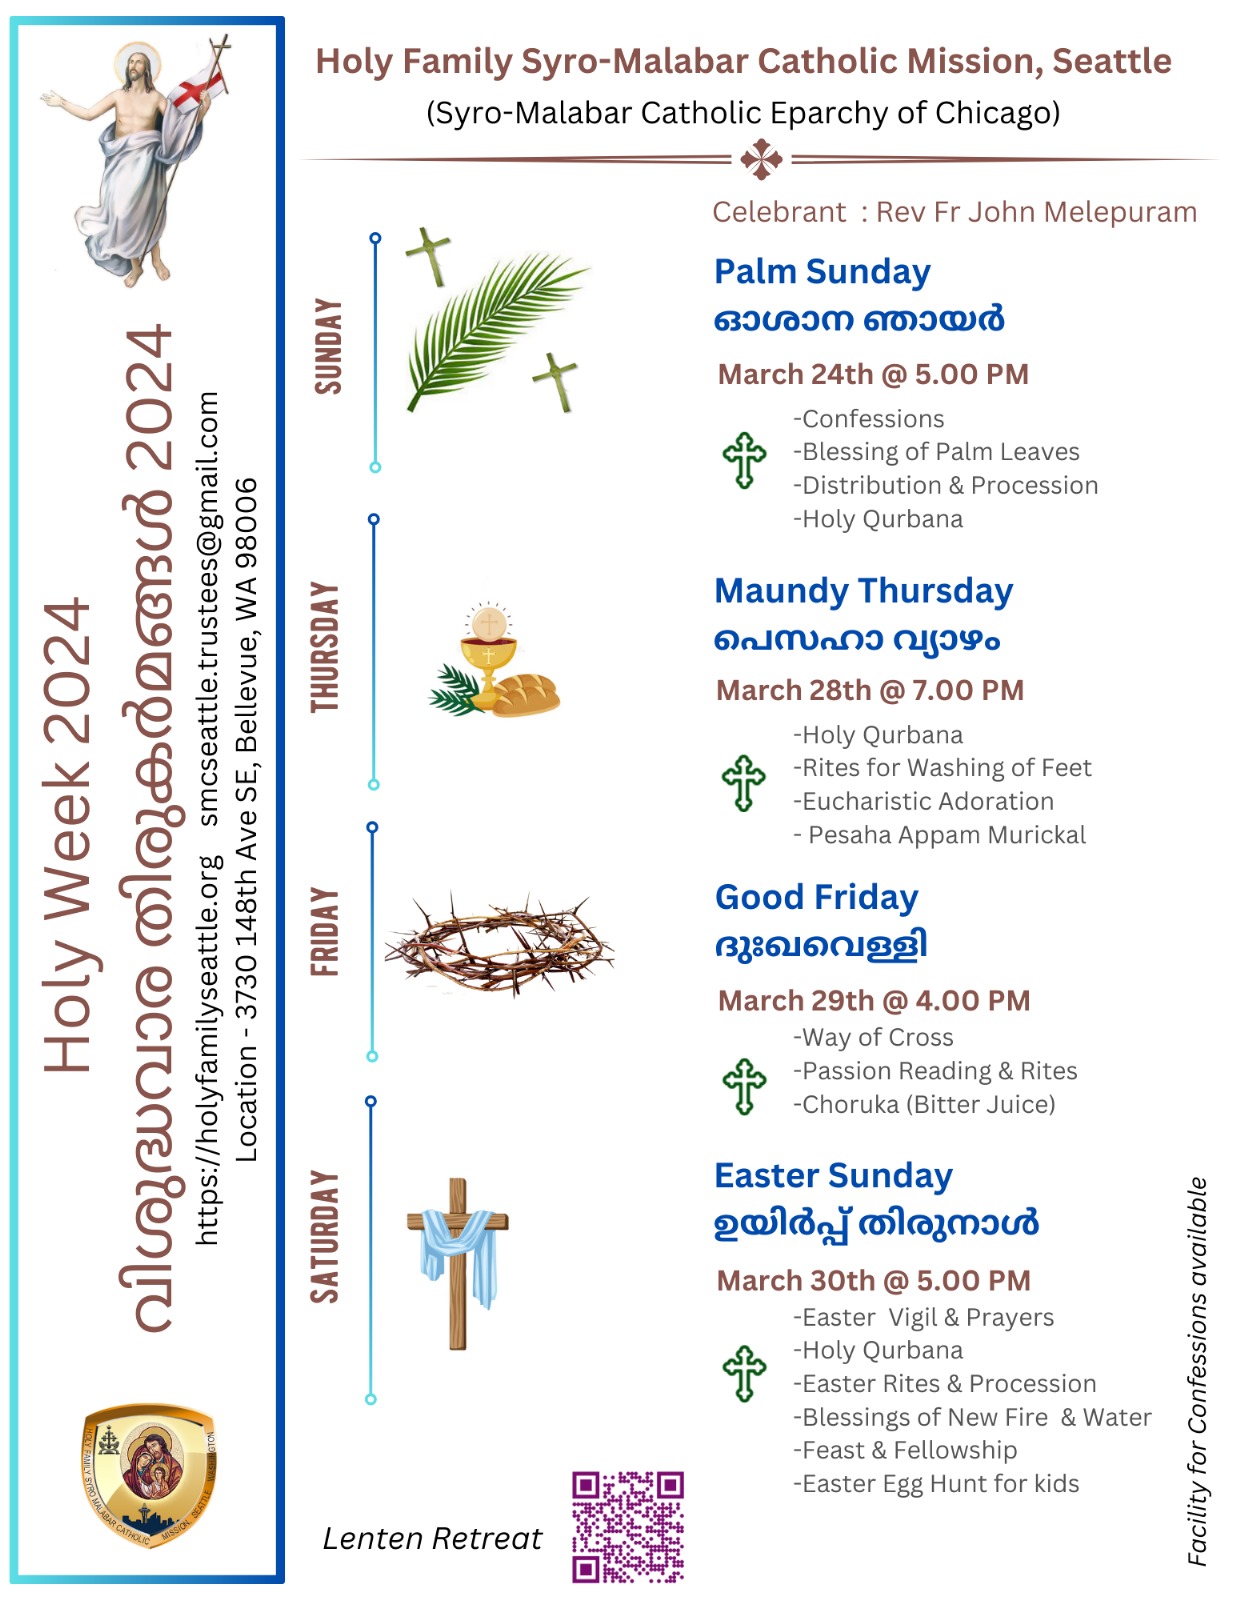 Holy Family Syro-Malabar Catholic Mission, Seattle
(Syro-Malabar Catholic Eparchy of Chicago)
Holy Week 2024
വിശുദ്ധവാര തിരുകർമങ്ങൾ 2024
https://holyfamilyseattle.org smcseattle.trustees@gmail.com
Location - 3730 148th Ave SE, Bellevue, WA 98006
HOLY FAMILY SYRO MALABAR CATHOLIC MISSION, SEATTLE WASHINGTON
Celebrant : Rev Fr John Melepuram
SUNDAY
Palm Sunday
ഓശാന ഞായർ
March 24th @ 5.00 PM
-Confessions
-Blessing of Palm Leaves
-Distribution & Procession
-Holy Qurbana
THURSDAY
Maundy Thursday
പെസഹാ വ്യാഴം
March 28th @ 7.00 PM
-Holy Qurbana
-Rites for Washing of Feet
-Eucharistic Adoration
- Pesaha Appam Murickal
FRIDAY
Good Friday
ദുഃഖവെള്ളി
March 29th @ 4.00 PM
-Way of Cross
-Passion Reading & Rites
-Choruka (Bitter Juice)
SATURDAY
Easter Sunday
ഉയിർപ്പ് തിരുനാൾ
March 30th @ 5.00 PM
-Easter Vigil & Prayers
-Holy Qurbana
-Easter Rites & Procession
-Blessings of New Fire & Water
-Feast & Fellowship
-Easter Egg Hunt for kids
Lenten Retreat
Facility for Confessions available